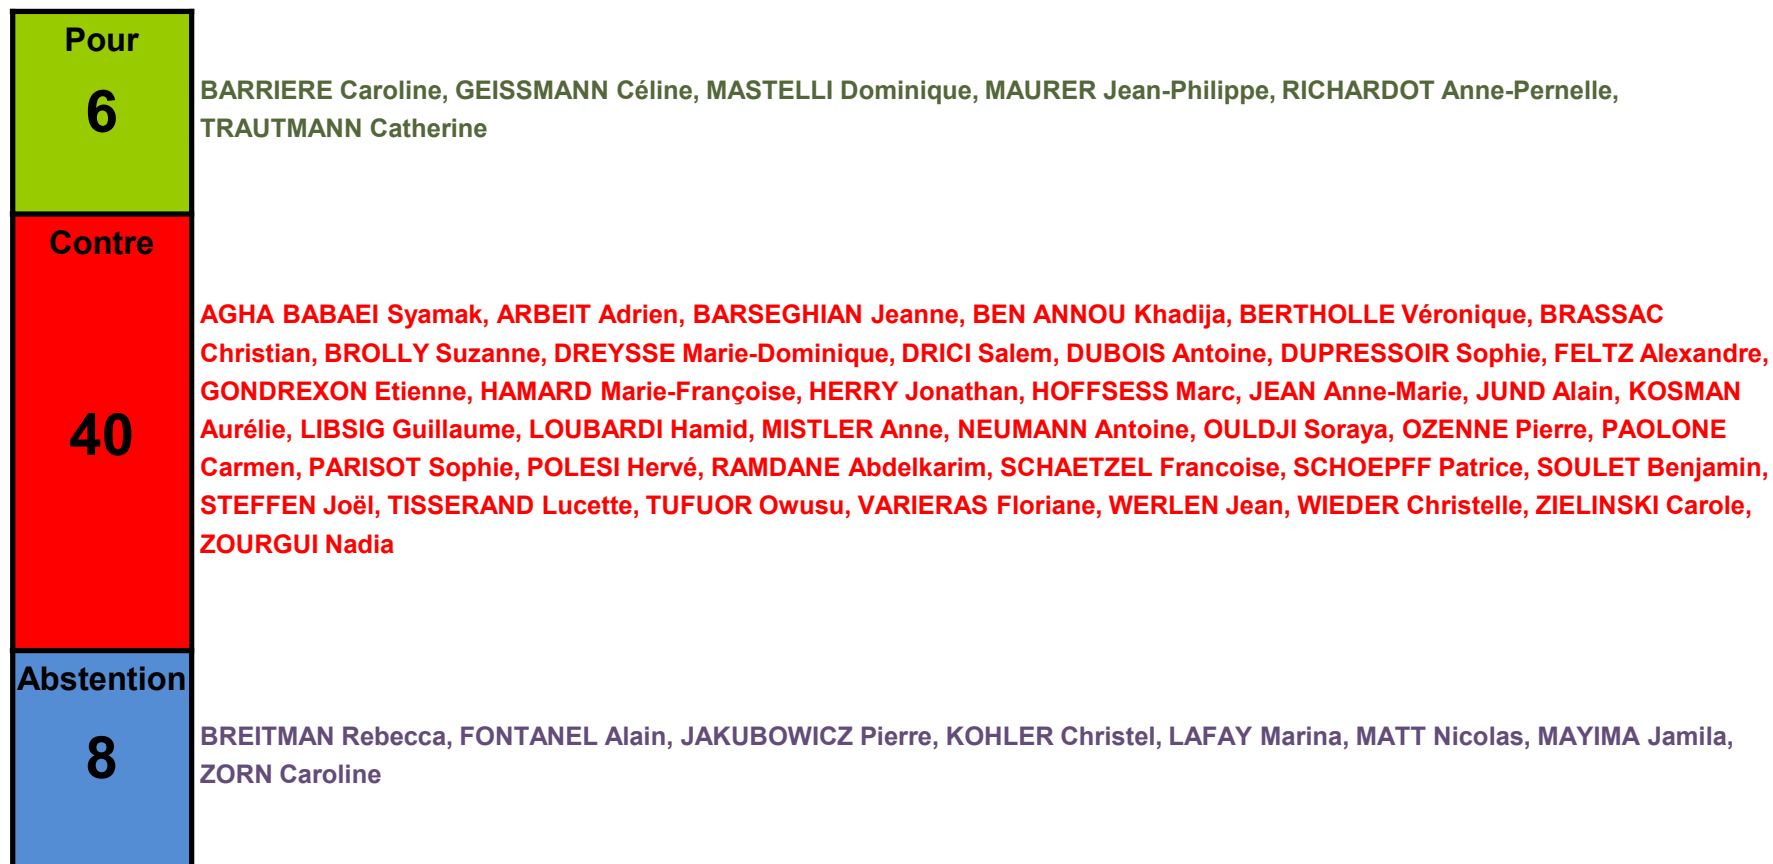 Pour
6
BARRIERE Caroline, GEISSMANN Céline, MASTELLI Dominique, MAURER Jean-Philippe, RICHARDOT Anne-Pernelle,
TRAUTMANN Catherine
Contre
40
AGHA BABAEI Syamak, ARBEIT Adrien, BARSEGHIAN Jeanne, BEN ANNOU Khadija, BERTHOLLE Véronique, BRASSAC
Christian, BROLLY Suzanne, DREYSSE Marie-Dominique, DRICI Salem, DUBOIS Antoine, DUPRESSOIR Sophie, FELTZ Alexandre,
GONDREXON Etienne, HAMARD Marie-Françoise, HERRY Jonathan, HOFFSESS Marc, JEAN Anne-Marie, JUND Alain, KOSMAN
Aurélie, LIBSIG Guillaume, LOUBARDI Hamid, MISTLER Anne, NEUMANN Antoine, OULDJI Soraya, OZENNE Pierre, PAOLONE
Carmen, PARISOT Sophie, POLESI Hervé, RAMDANE Abdelkarim, SCHAETZEL Francoise, SCHOEPFF Patrice, SOULET Benjamin,
STEFFEN Joël, TISSERAND Lucette, TUFUOR Owusu, VARIERAS Floriane, WERLEN Jean, WIEDER Christelle, ZIELINSKI Carole,
ZOURGUI Nadia
Abstention
8
BREITMAN Rebecca, FONTANEL Alain, JAKUBOWICZ Pierre, KOHLER Christel, LAFAY Marina, MATT Nicolas, MAYIMA Jamila,
ZORN Caroline